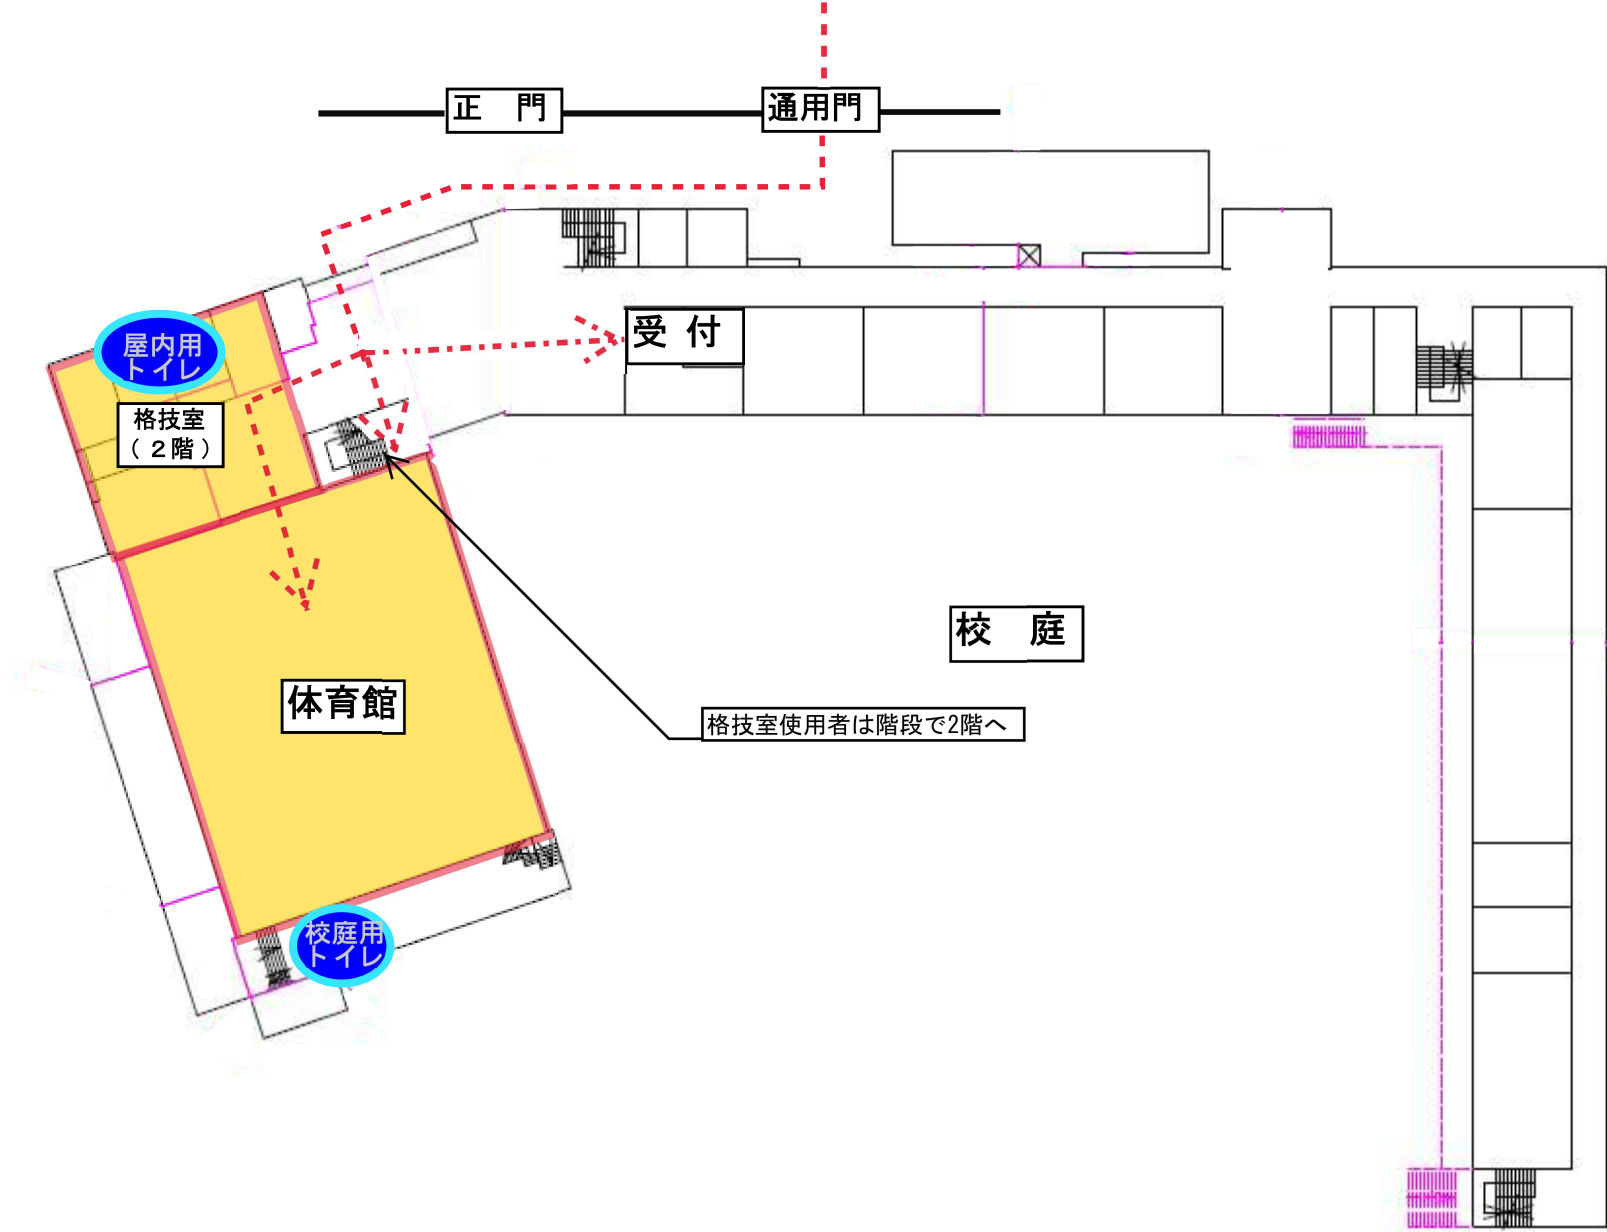 正　門
通用門
受 付
屋内用
トイレ
格技室
（２階）
校　庭
体育館
格技室使用者は階段で2階へ
校庭用
トイレ